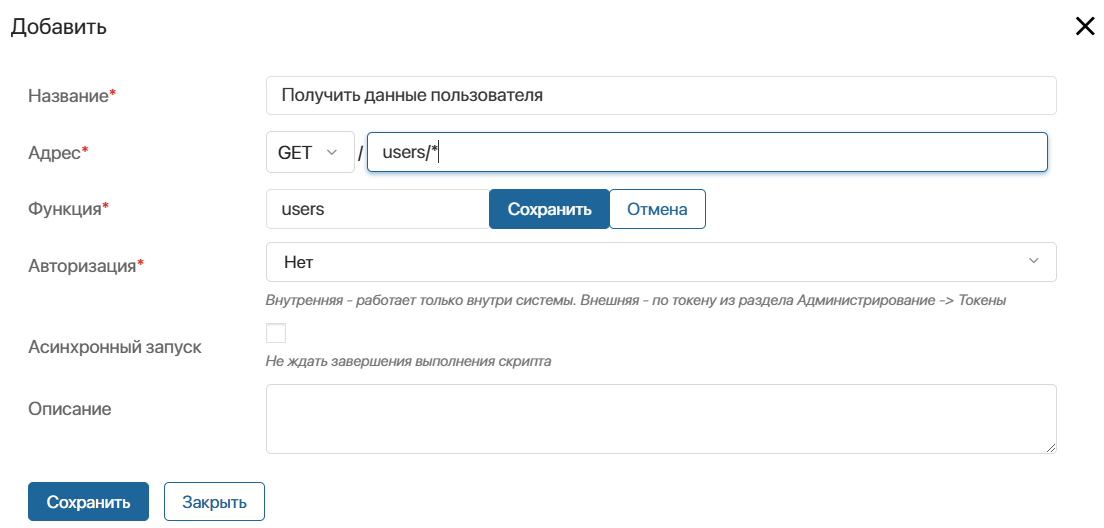 Добавить
Название*
Получить данные пользователя
Адрес*
GET / users/*
Функция*
users Сохранить Отмена
Авторизация*
Нет
Внутренняя - работает только внутри системы. Внешняя - по токену из раздела Администрирование -> Токены
Асинхронный запуск
Не ждать завершения выполнения скрипта
Описание
Сохранить Закрыть